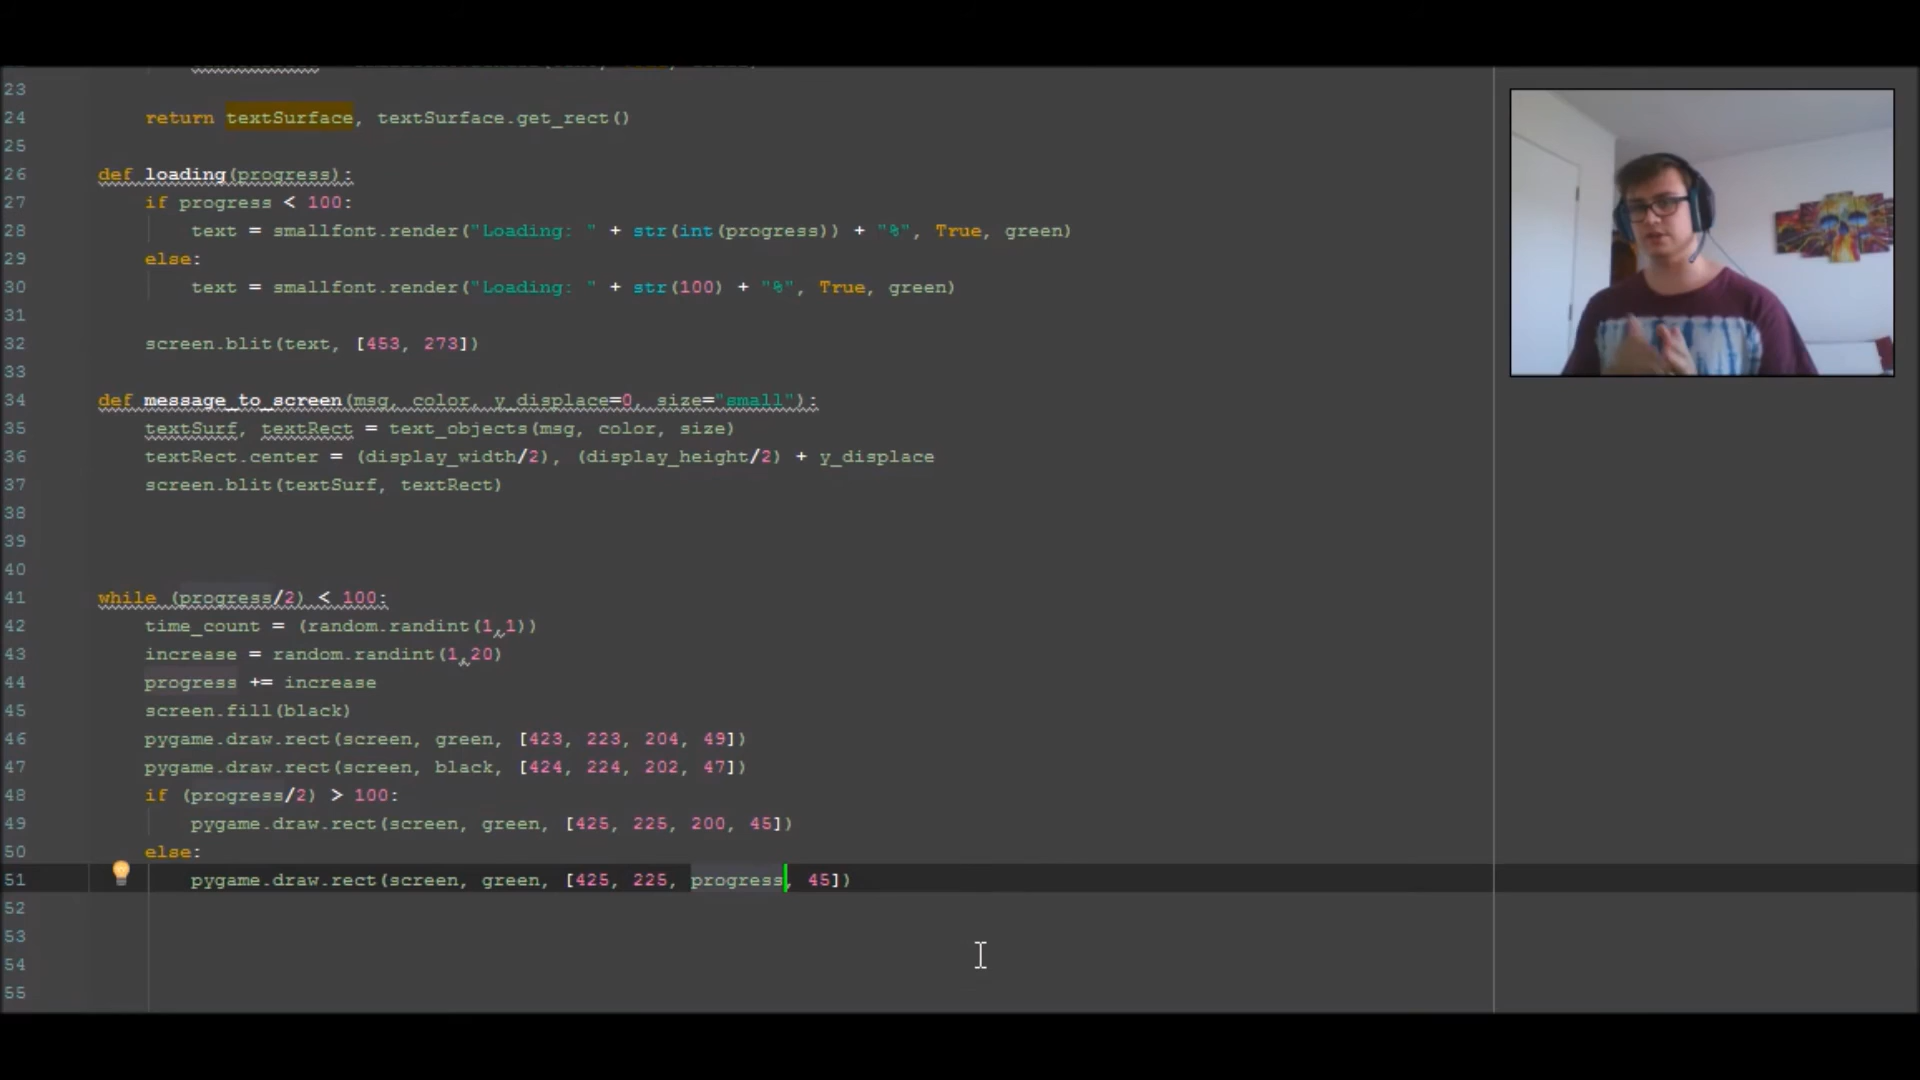 23
24 return textSurface, textSurface.get_rect()
25
26 def loading(progress):
27 if progress < 100:
28 text = smallfont.render("Loading: " + str(int(progress)) + "%", True, green)
29 else:
30 text = smallfont.render("Loading: " + str(100) + "%", True, green)
31
32 screen.blit(text, [453, 273])
33
34 def message_to_screen(msg, color, y_displace=0, size="small"):
35 textSurf, textRect = text_objects(msg, color, size)
36 textRect.center = (display_width/2), (display_height/2) + y_displace
37 screen.blit(textSurf, textRect)
38
39
40
41 while (progress/2) < 100:
42 time_count = (random.randint(1,1))
43 increase = random.randint(1,20)
44 progress += increase
45 screen.fill(black)
46 pygame.draw.rect(screen, green, [423, 223, 204, 49])
47 pygame.draw.rect(screen, black, [424, 224, 202, 47])
48 if (progress/2) > 100:
49 pygame.draw.rect(screen, green, [425, 225, 200, 45])
50 else:
51 pygame.draw.rect(screen, green, [425, 225, progress, 45])
52
53
54
55